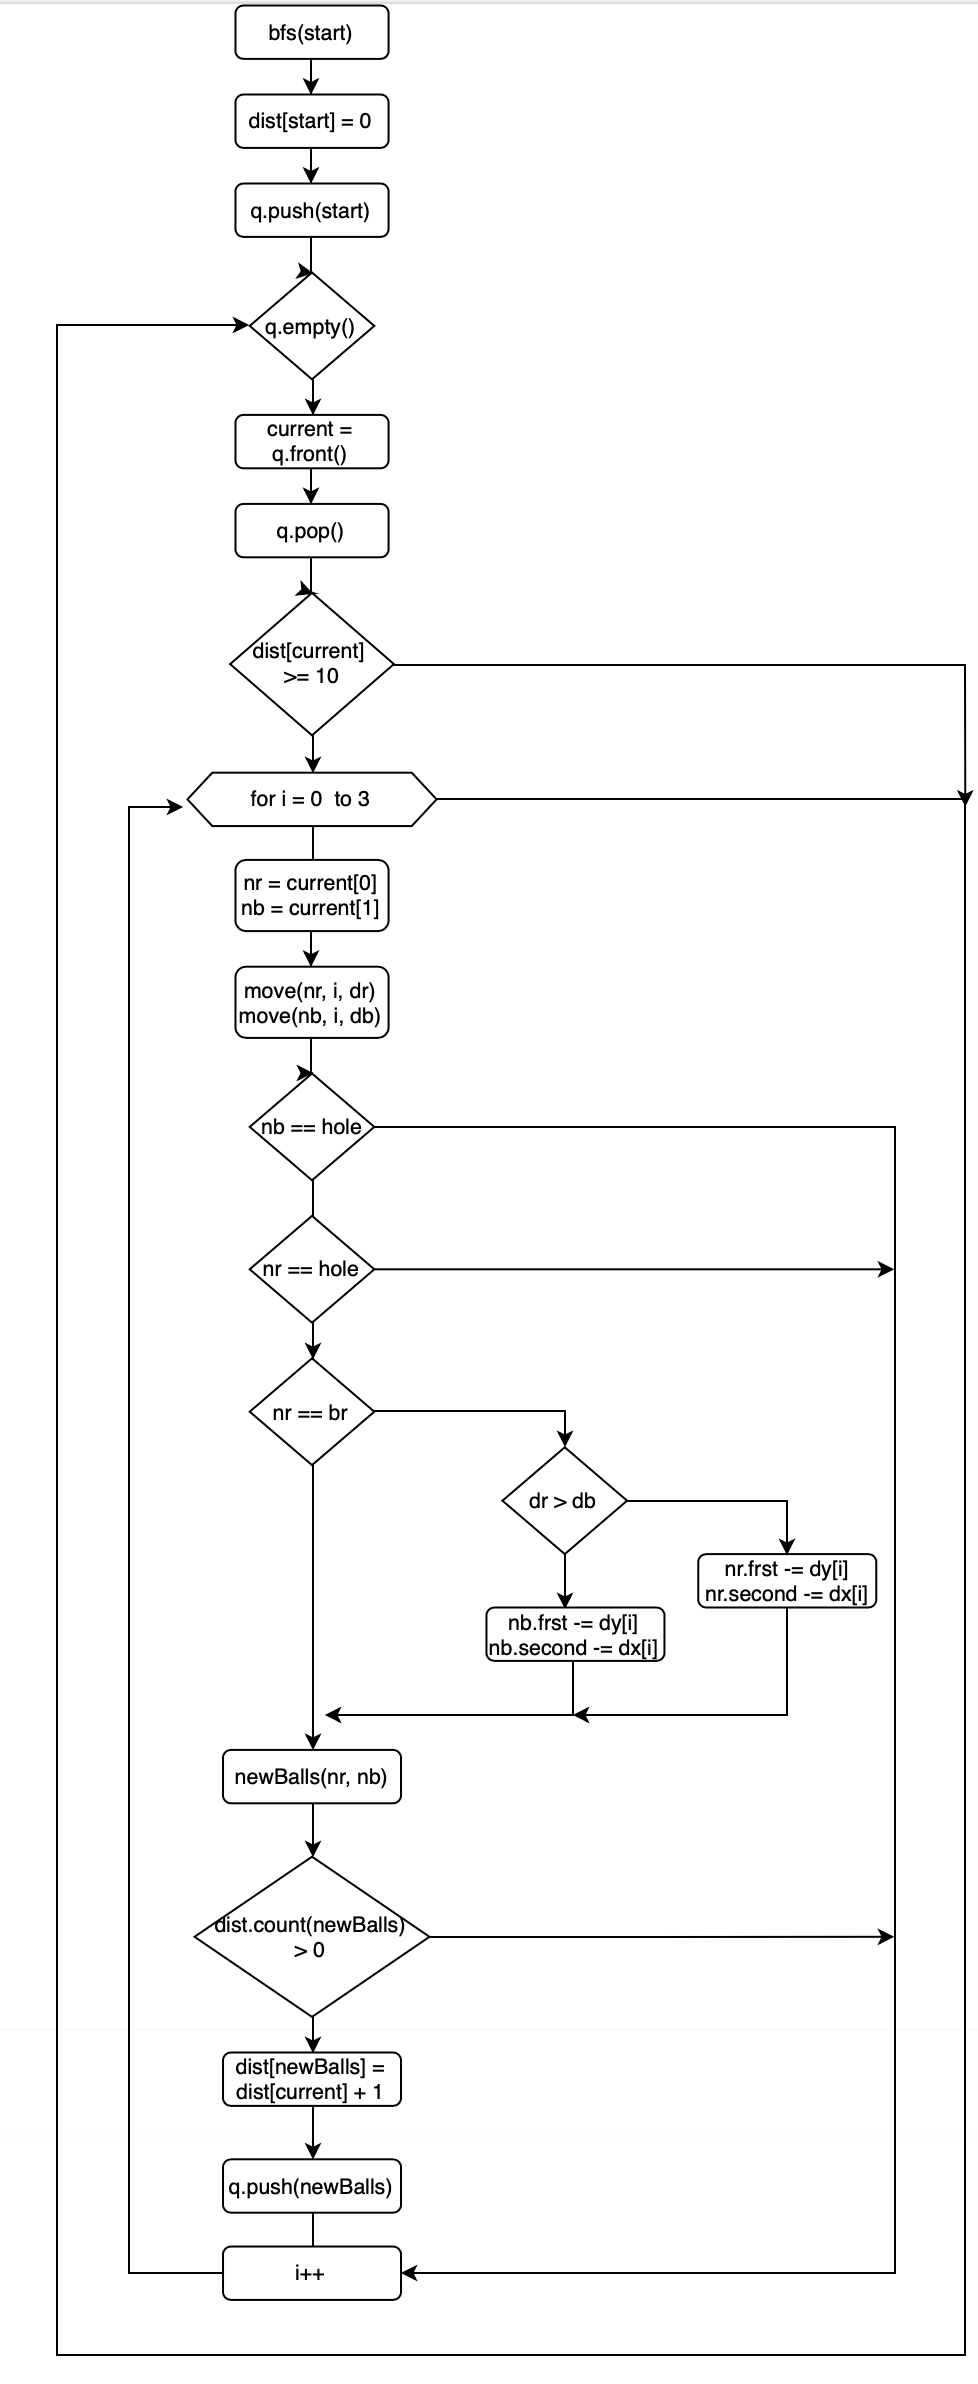 bfs(start)
dist[start] = 0
q.push(start)
q.empty()
current =
q.front()
q.pop()
dist[current]
>= 10
for i = 0  to 3
nr = current[0]
nb = current[1]
move(nr, i, dr)
move(nb, i, db)
nb == hole
nr == hole
nr == br
dr > db
nr.frst -= dy[i]
nr.second -= dx[i]
nb.frst -= dy[i]
nb.second -= dx[i]
newBalls(nr, nb)
dist.count(newBalls)
> 0
dist[newBalls] =
dist[current] + 1
q.push(newBalls)
i++